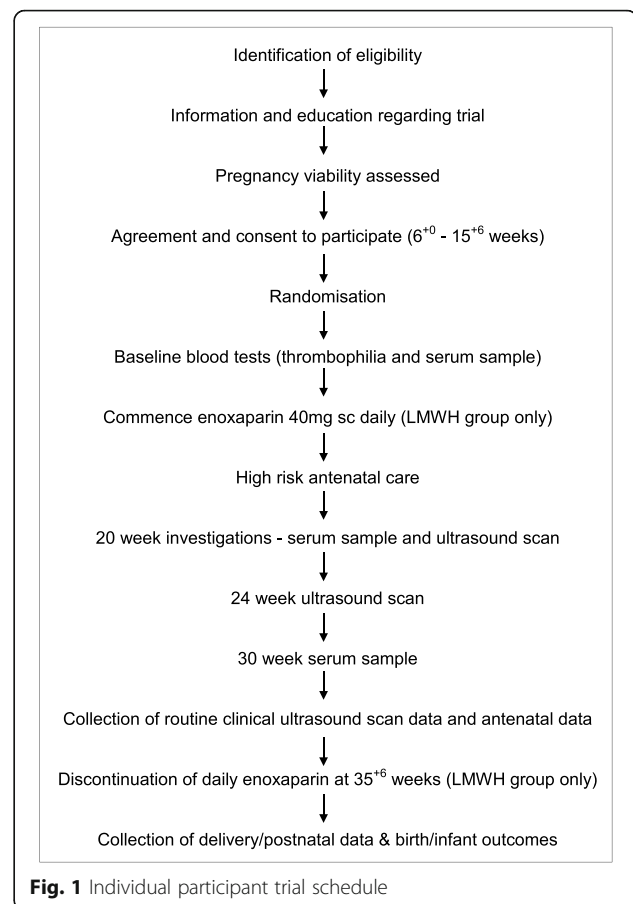 Identification of eligibility
Information and education regarding trial
Pregnancy viability assessed
Agreement and consent to participate (6+0 - 15+6 weeks)
Randomisation
Baseline blood tests (thrombophilia and serum sample)
Commence enoxaparin 40mg sc daily (LMWH group only)
High risk antenatal care
20 week investigations - serum sample and ultrasound scan
24 week ultrasound scan
30 week serum sample
Collection of routine clinical ultrasound scan data and antenatal data
Discontinuation of daily enoxaparin at 35+6 weeks (LMWH group only)
Collection of delivery/postnatal data & birth/infant outcomes
Fig. 1 Individual participant trial schedule